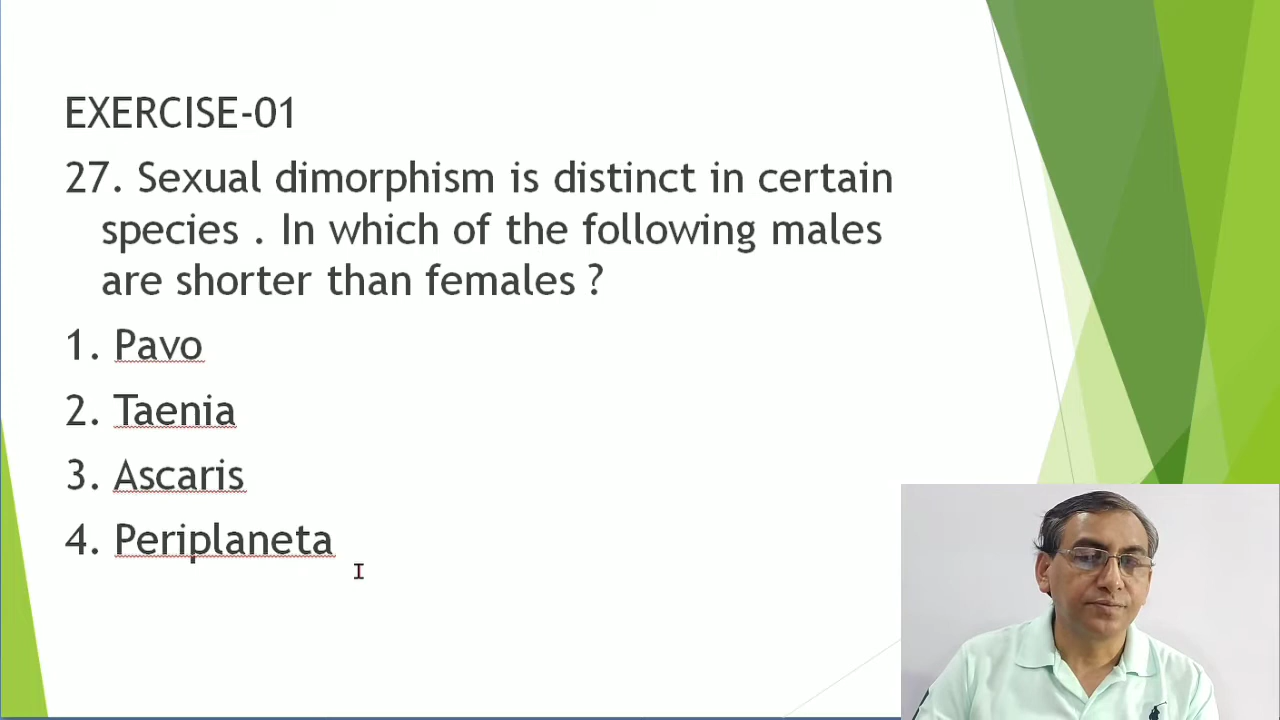 EXERCISE-01
27. Sexual dimorphism is distinct in certain
species . In which of the following males
are shorter than females ?
1. Pavo
2. Taenia
3. Ascaris
4. Periplaneta